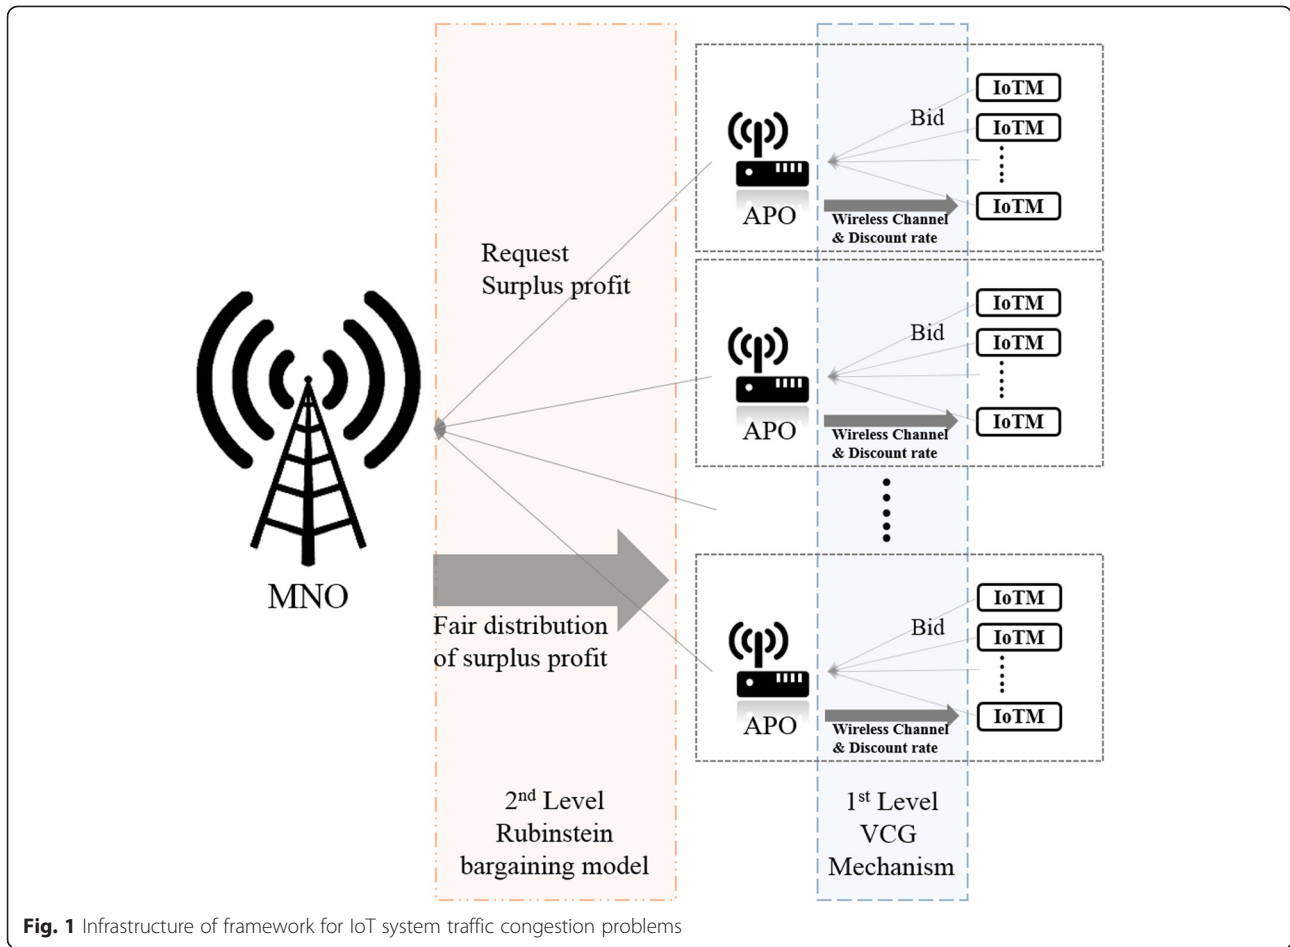 IoTM
Bid
IoTM
IoTM
APO
Wireless Channel
& Discount rate
Request
Surplus profit
IoTM
Bid
IoTM
IoTM
APO
Wireless Channel
& Discount rate
MNO
Fair distribution
of surplus profit
IoTM
Bid
IoTM
IoTM
APO
Wireless Channel
& Discount rate
2nd Level
Rubinstein
bargaining model
1st Level
VCG
Mechanism
Fig. 1 Infrastructure of framework for IoT system traffic congestion problems